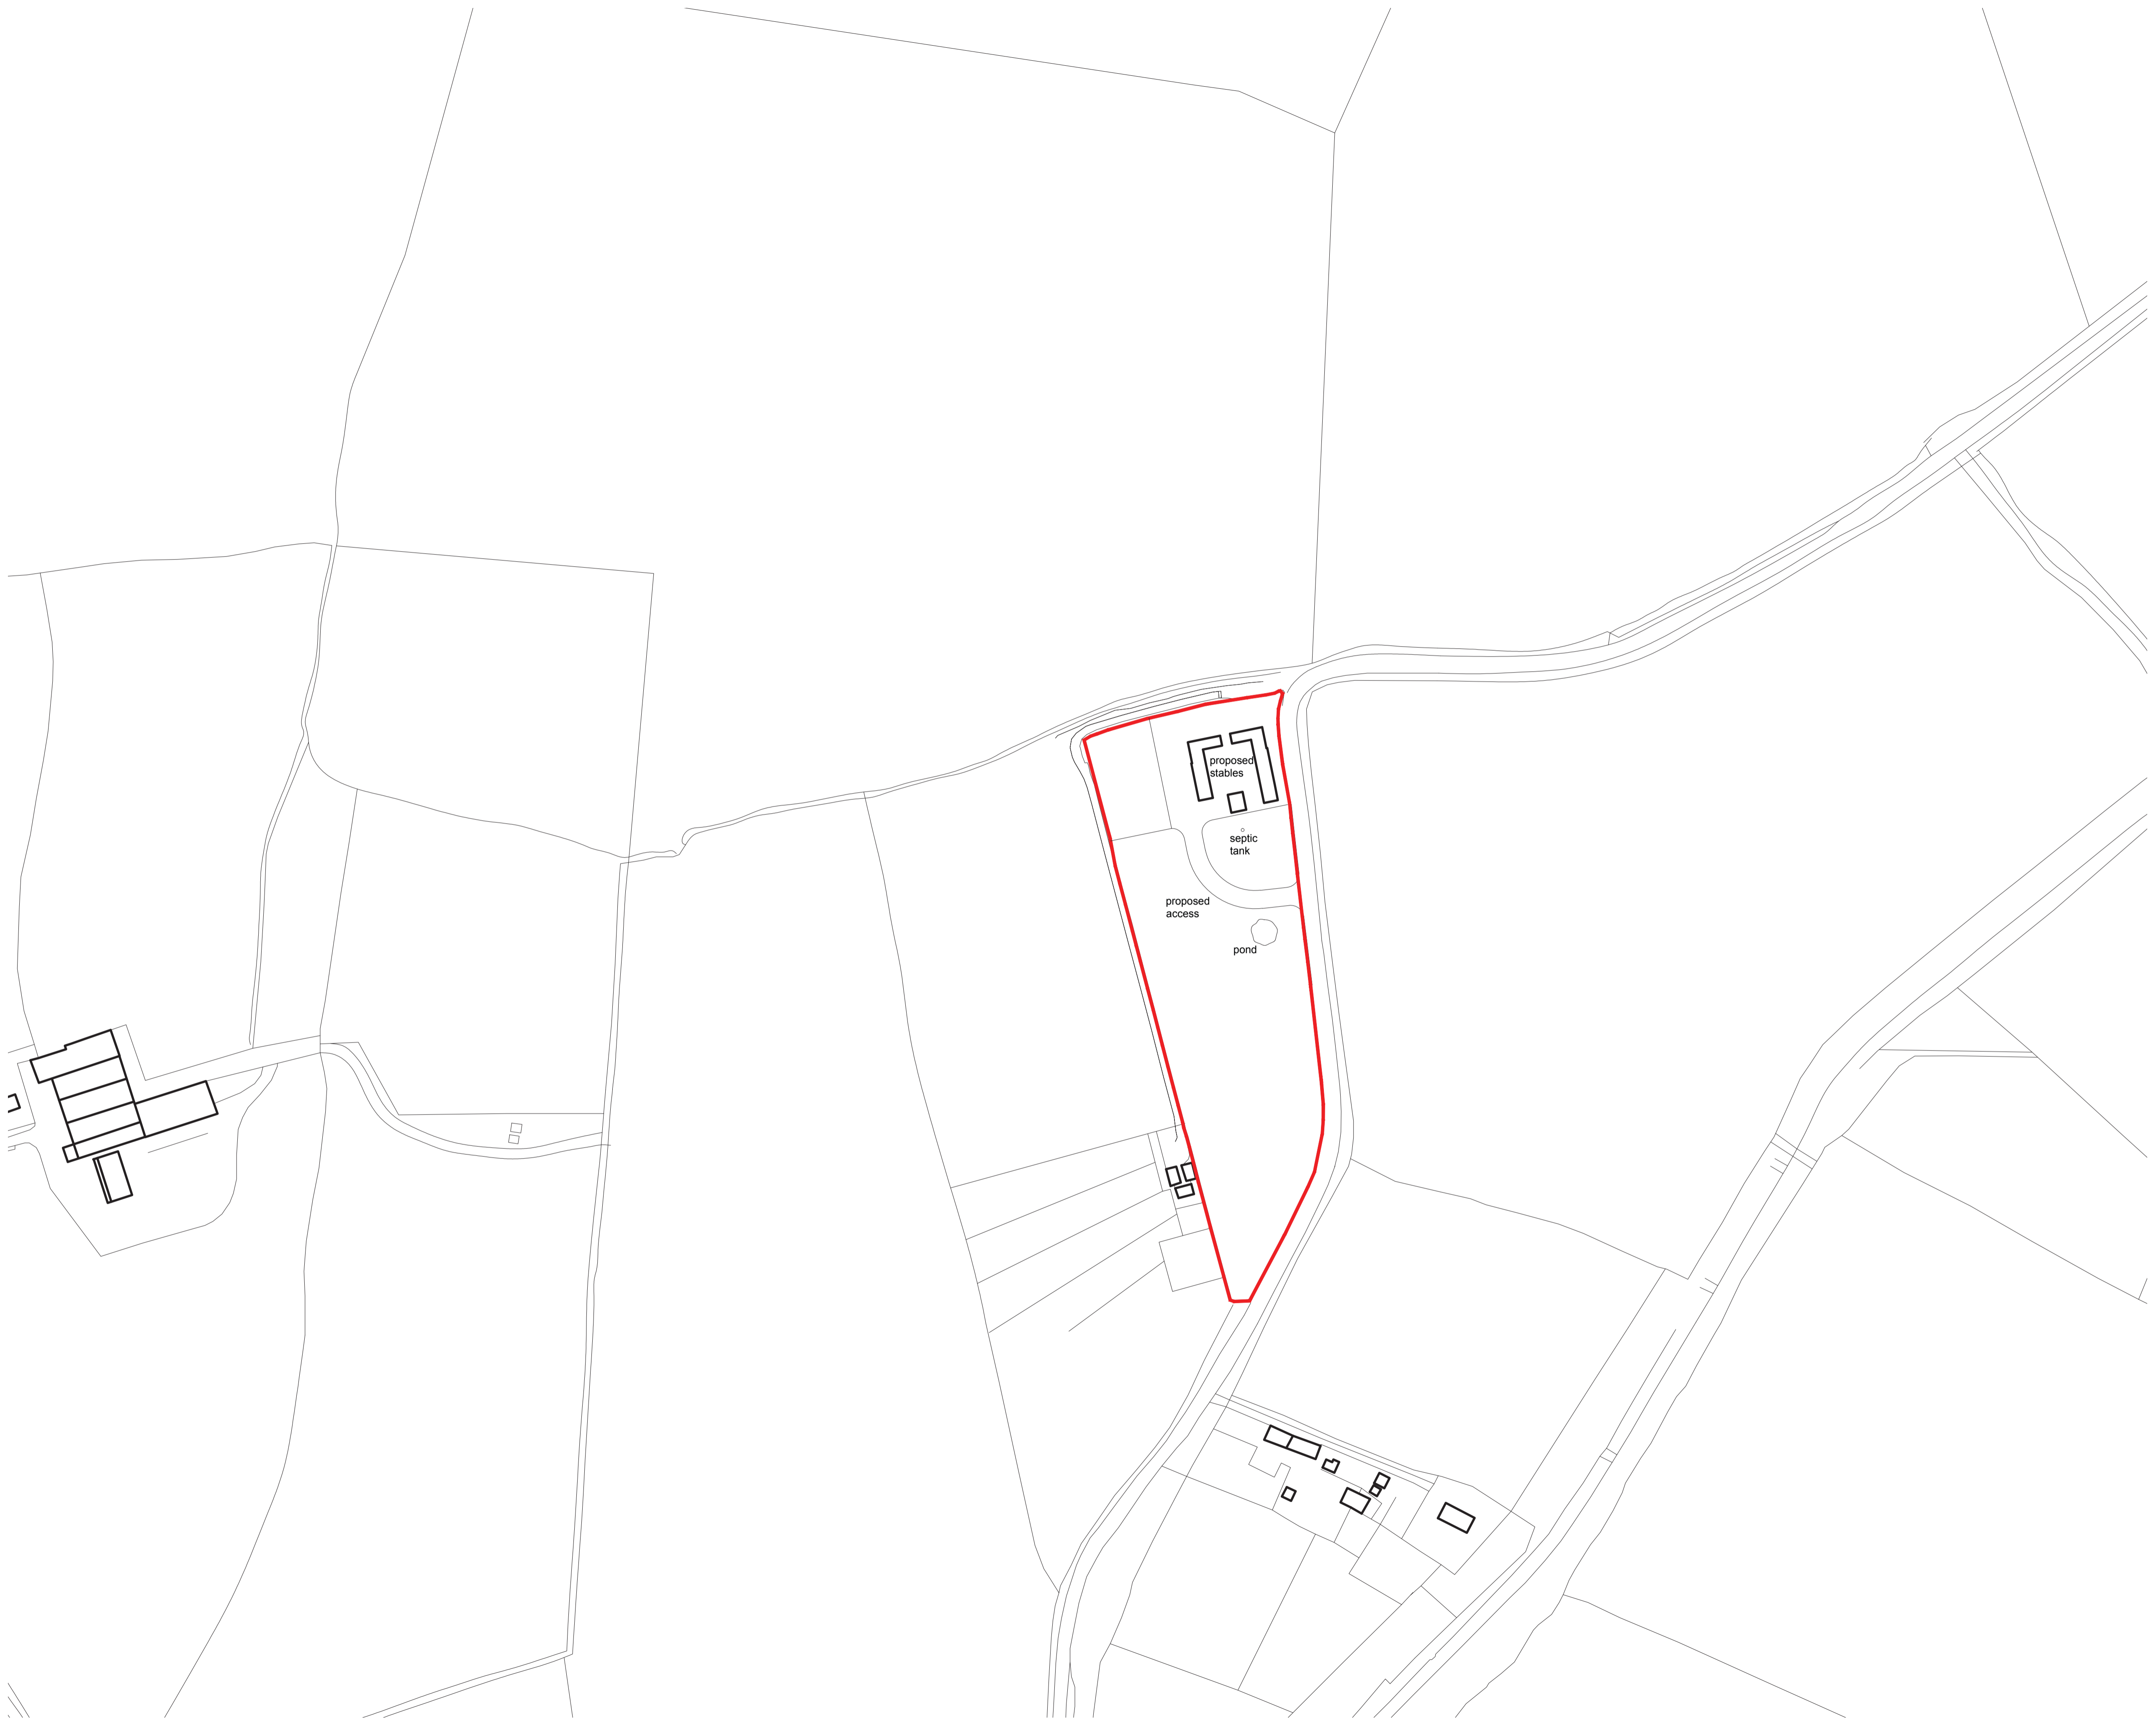 proposed
stables
septic
tank
proposed
access
pond